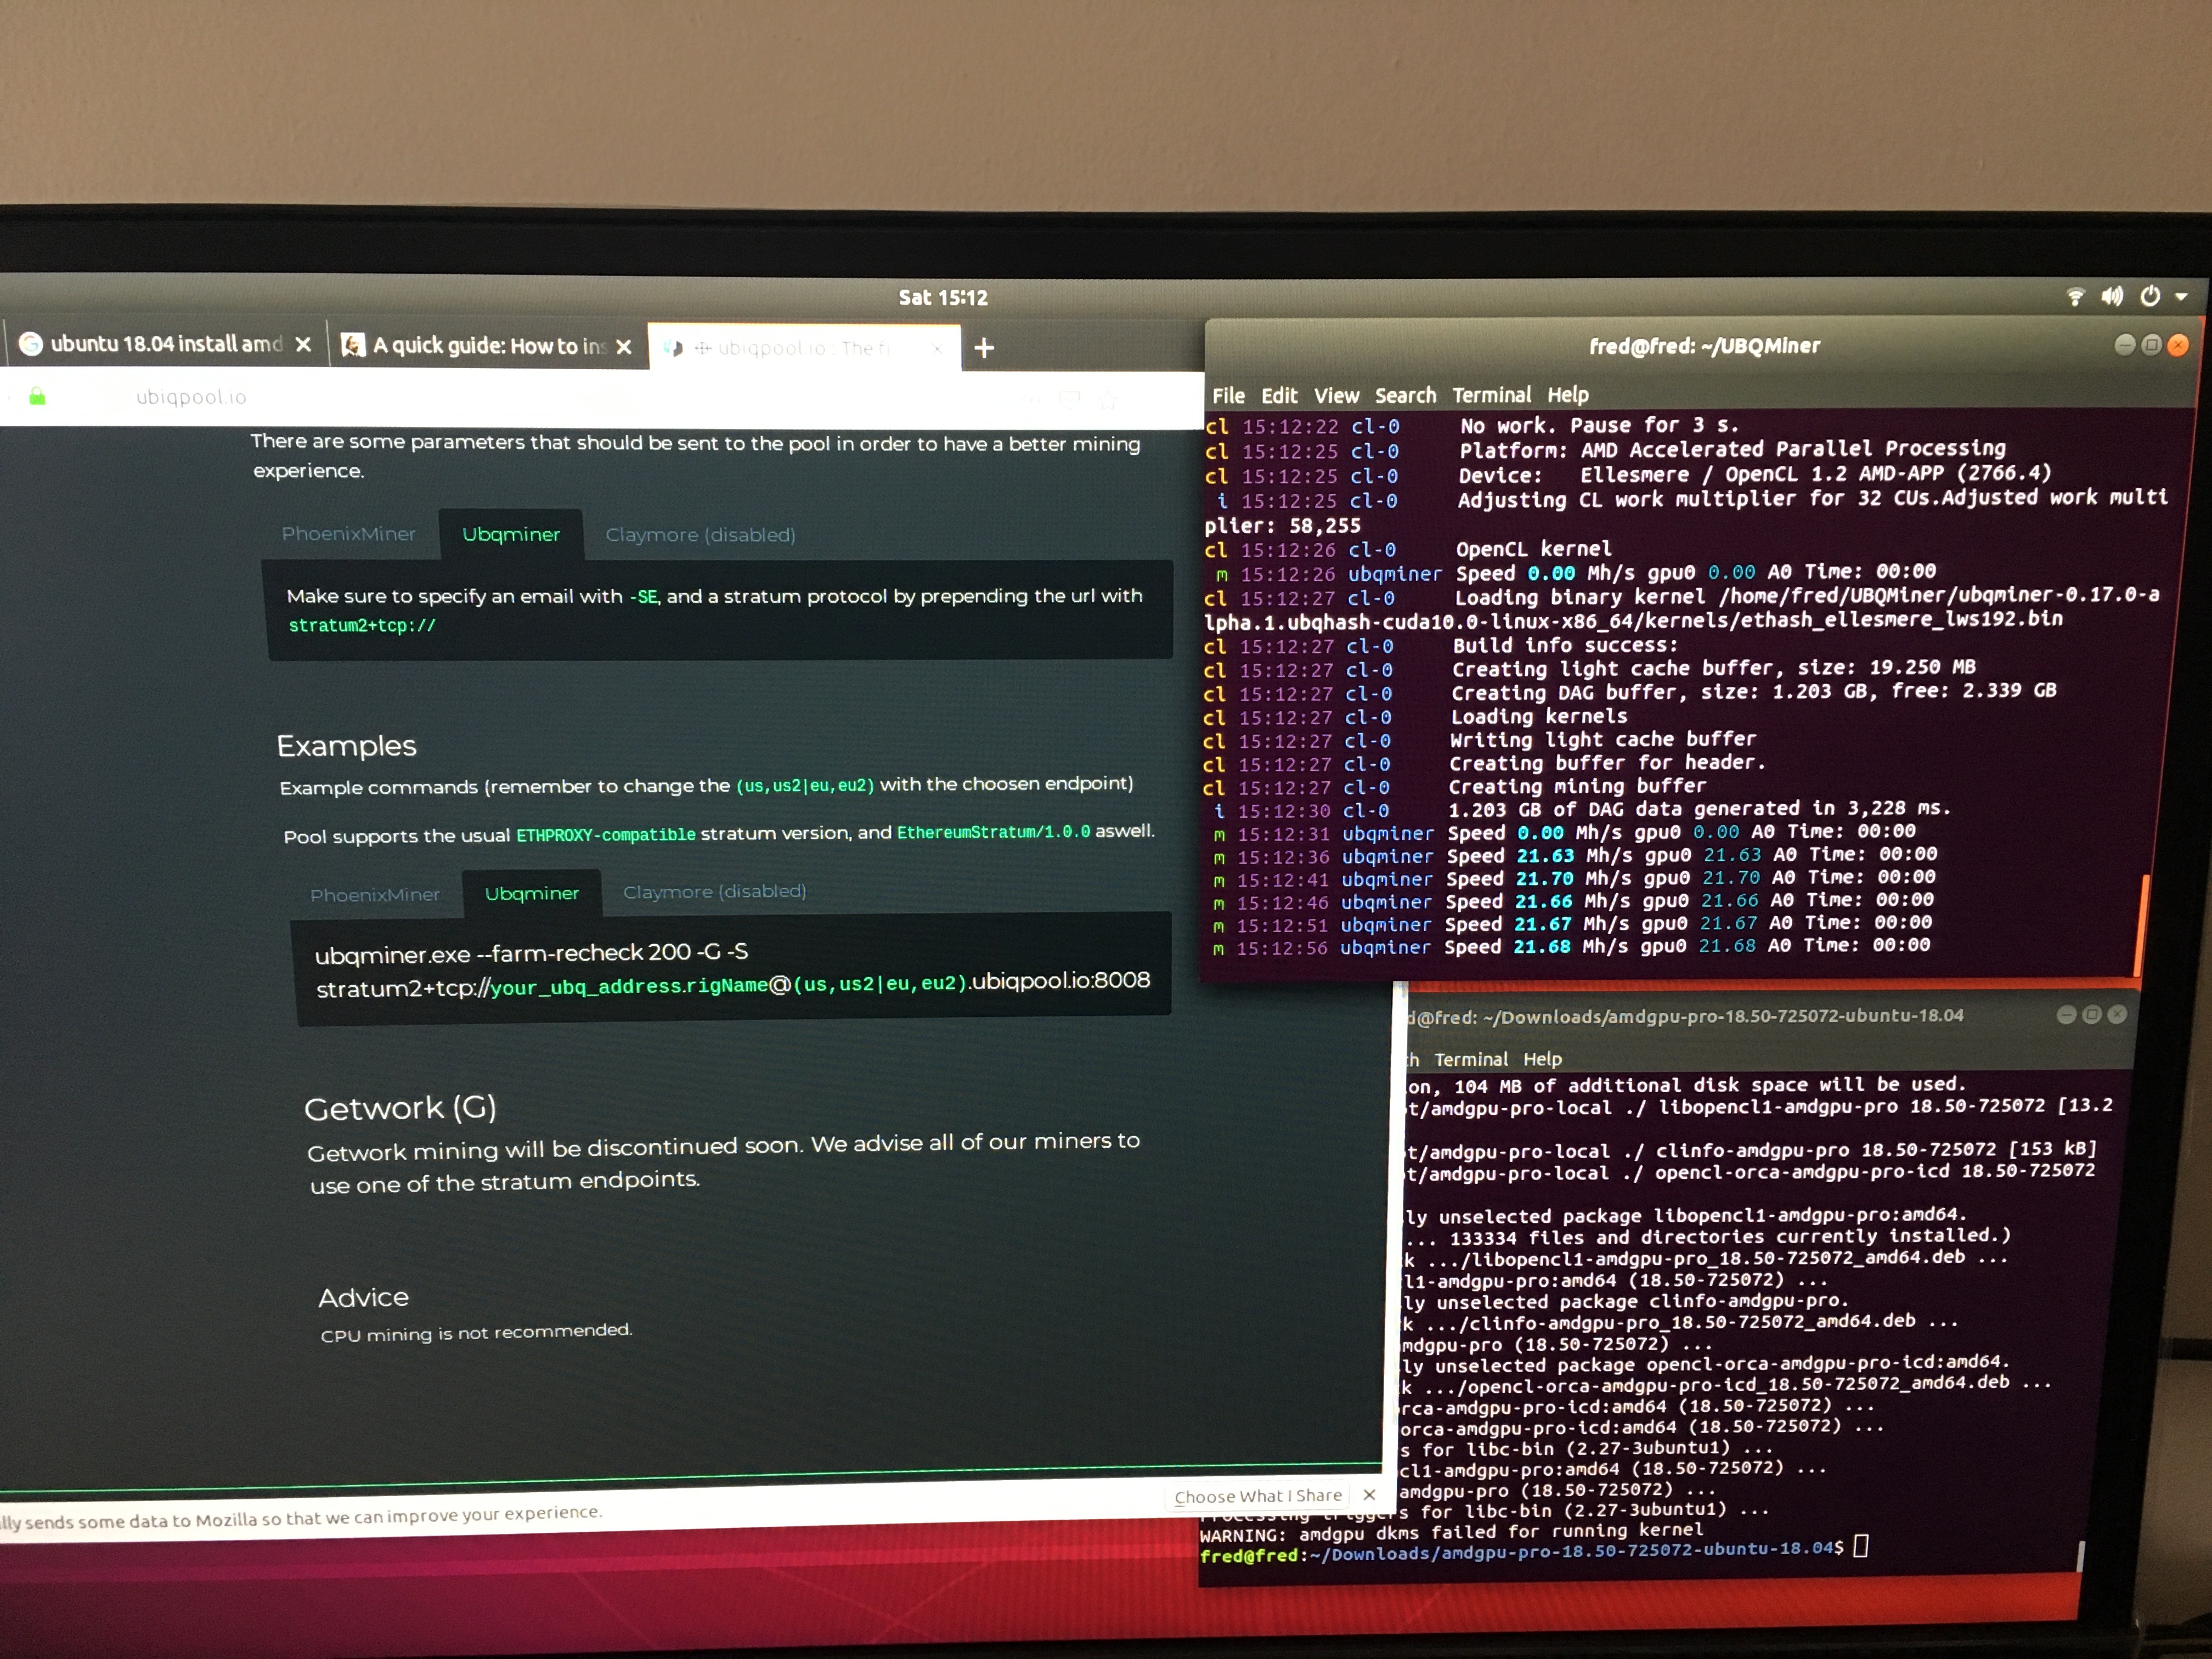 Sat 15:12
ubuntu 18.04 install amd
A quick guide: How to ins
ubiqpool.io : The
ubiqpool.io
There are some parameters that should be sent to the pool in order to have a better mining
experience.
PhoenixMiner Ubqminer Claymore (disabled)
Make sure to specify an email with -SE, and a stratum protocol by prepending the url with
stratum2+tcp://
Examples
Example commands (remember to change the (us,us2|eu,eu2) with the choosen endpoint)
Pool supports the usual ETHPROXY-compatible stratum version, and EthereumStratum/1.0.0 aswell.
PhoenixMiner Ubqminer Claymore (disabled)
ubqminer.exe --farm-recheck 200 -G -S
stratum2+tcp://your_ubq_address.rigName@(us,us2|eu,eu2).ubiqpool.io:8008
Getwork (G)
Getwork mining will be discontinued soon. We advise all of our miners to
use one of the stratum endpoints.
Advice
CPU mining is not recommended.
lly sends some data to Mozilla so that we can improve your experience.
Choose What I Share
fred@fred: ~/UBQMiner
File Edit View Search Terminal Help
cl 15:12:22 cl-0 No work. Pause for 3 s.
cl 15:12:25 cl-0 Platform: AMD Accelerated Parallel Processing
cl 15:12:25 cl-0 Device: Ellesmere / OpenCL 1.2 AMD-APP (2766.4)
i 15:12:25 cl-0 Adjusting CL work multiplier for 32 CUs.Adjusted work multi
plier: 58,255
cl 15:12:26 cl-0 OpenCL kernel
m 15:12:26 ubqminer Speed 0.00 Mh/s gpu0 0.00 A0 Time: 00:00
cl 15:12:27 cl-0 Loading binary kernel /home/fred/UBQMiner/ubqminer-0.17.0-a
lpha.1.ubqhash-cuda10.0-linux-x86_64/kernels/ethash_ellesmere_lws192.bin
cl 15:12:27 cl-0 Build info success:
cl 15:12:27 cl-0 Creating light cache buffer, size: 19.250 MB
cl 15:12:27 cl-0 Creating DAG buffer, size: 1.203 GB, free: 2.339 GB
cl 15:12:27 cl-0 Loading kernels
cl 15:12:27 cl-0 Writing light cache buffer
cl 15:12:27 cl-0 Creating buffer for header.
cl 15:12:27 cl-0 Creating mining buffer
i 15:12:30 cl-0 1.203 GB of DAG data generated in 3,228 ms.
m 15:12:31 ubqminer Speed 0.00 Mh/s gpu0 0.00 A0 Time: 00:00
m 15:12:36 ubqminer Speed 21.63 Mh/s gpu0 21.63 A0 Time: 00:00
m 15:12:41 ubqminer Speed 21.70 Mh/s gpu0 21.70 A0 Time: 00:00
m 15:12:46 ubqminer Speed 21.66 Mh/s gpu0 21.66 A0 Time: 00:00
m 15:12:51 ubqminer Speed 21.67 Mh/s gpu0 21.67 A0 Time: 00:00
m 15:12:56 ubqminer Speed 21.68 Mh/s gpu0 21.68 A0 Time: 00:00
d@fred: ~/Downloads/amdgpu-pro-18.50-725072-ubuntu-18.04
ch Terminal Help
on, 104 MB of additional disk space will be used.
t/amdgpu-pro-local ./ libopencl1-amdgpu-pro 18.50-725072 [13.2
t/amdgpu-pro-local ./ clinfo-amdgpu-pro 18.50-725072 [153 kB]
t/amdgpu-pro-local ./ opencl-orca-amdgpu-pro-icd 18.50-725072
ly unselected package libopencl1-amdgpu-pro:amd64.
... 133334 files and directories currently installed.)
k .../libopencl1-amdgpu-pro_18.50-725072_amd64.deb ...
l1-amdgpu-pro:amd64 (18.50-725072) ...
ly unselected package clinfo-amdgpu-pro.
k .../clinfo-amdgpu-pro_18.50-725072_amd64.deb ...
mdgpu-pro (18.50-725072) ...
ly unselected package opencl-orca-amdgpu-pro-icd:amd64.
k .../opencl-orca-amdgpu-pro-icd_18.50-725072_amd64.deb ...
rca-amdgpu-pro-icd:amd64 (18.50-725072) ...
orca-amdgpu-pro-icd:amd64 (18.50-725072) ...
s for libc-bin (2.27-3ubuntu1) ...
cl1-amdgpu-pro:amd64 (18.50-725072) ...
amdgpu-pro (18.50-725072) ...
Processing triggers for libc-bin (2.27-3ubuntu1) ...
WARNING: amdgpu dkms failed for running kernel
fred@fred:~/Downloads/amdgpu-pro-18.50-725072-ubuntu-18.04$